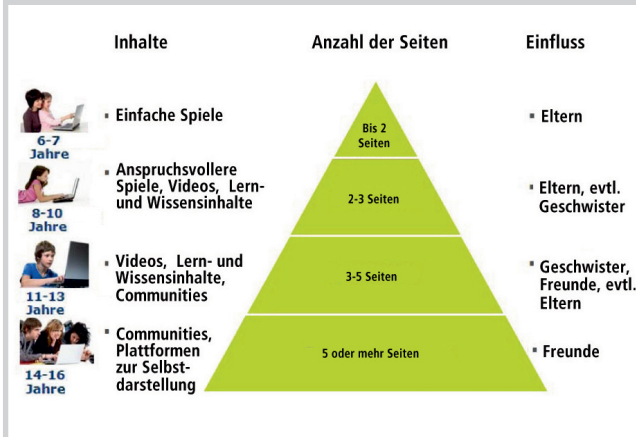 Inhalte Anzahl der Seiten Einfluss
6-7
Jahre
▪ Einfache Spiele
Bis 2
Seiten
▪ Eltern
8-10
Jahre
▪ Anspruchsvollere
Spiele, Videos, Lern-
und Wissensinhalte
2-3 Seiten
▪ Eltern, evtl.
Geschwister
11-13
Jahre
▪ Videos, Lern- und
Wissensinhalte,
Communities
3-5 Seiten
▪ Geschwister,
Freunde, evtl.
Eltern
14-16
Jahre
▪ Communities,
Plattformen
zur Selbst-
darstellung
5 oder mehr Seiten
▪ Freunde